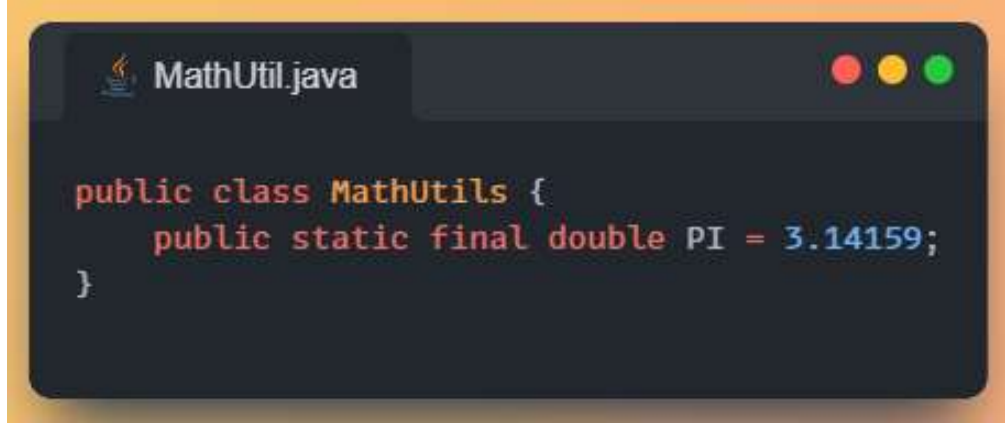 MathUtil.java
public class MathUtils {
    public static final double PI = 3.14159;
}